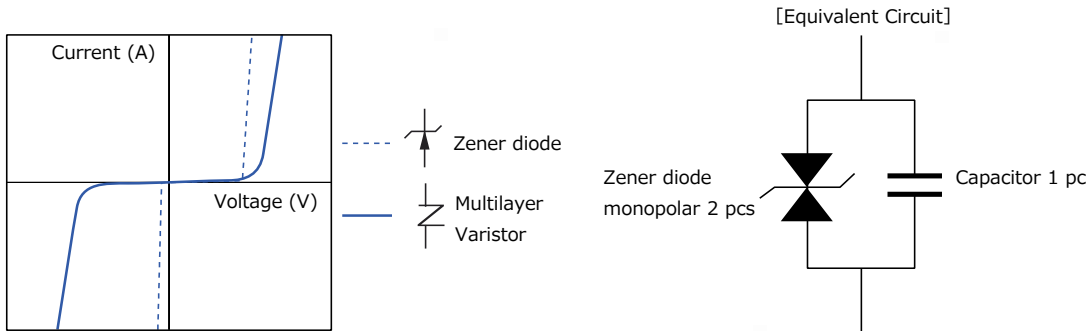 [Equivalent Circuit]
Current (A)
Voltage (V)
Zener diode
Multilayer
Varistor
Zener diode
monopolar 2 pcs
Capacitor 1 pc